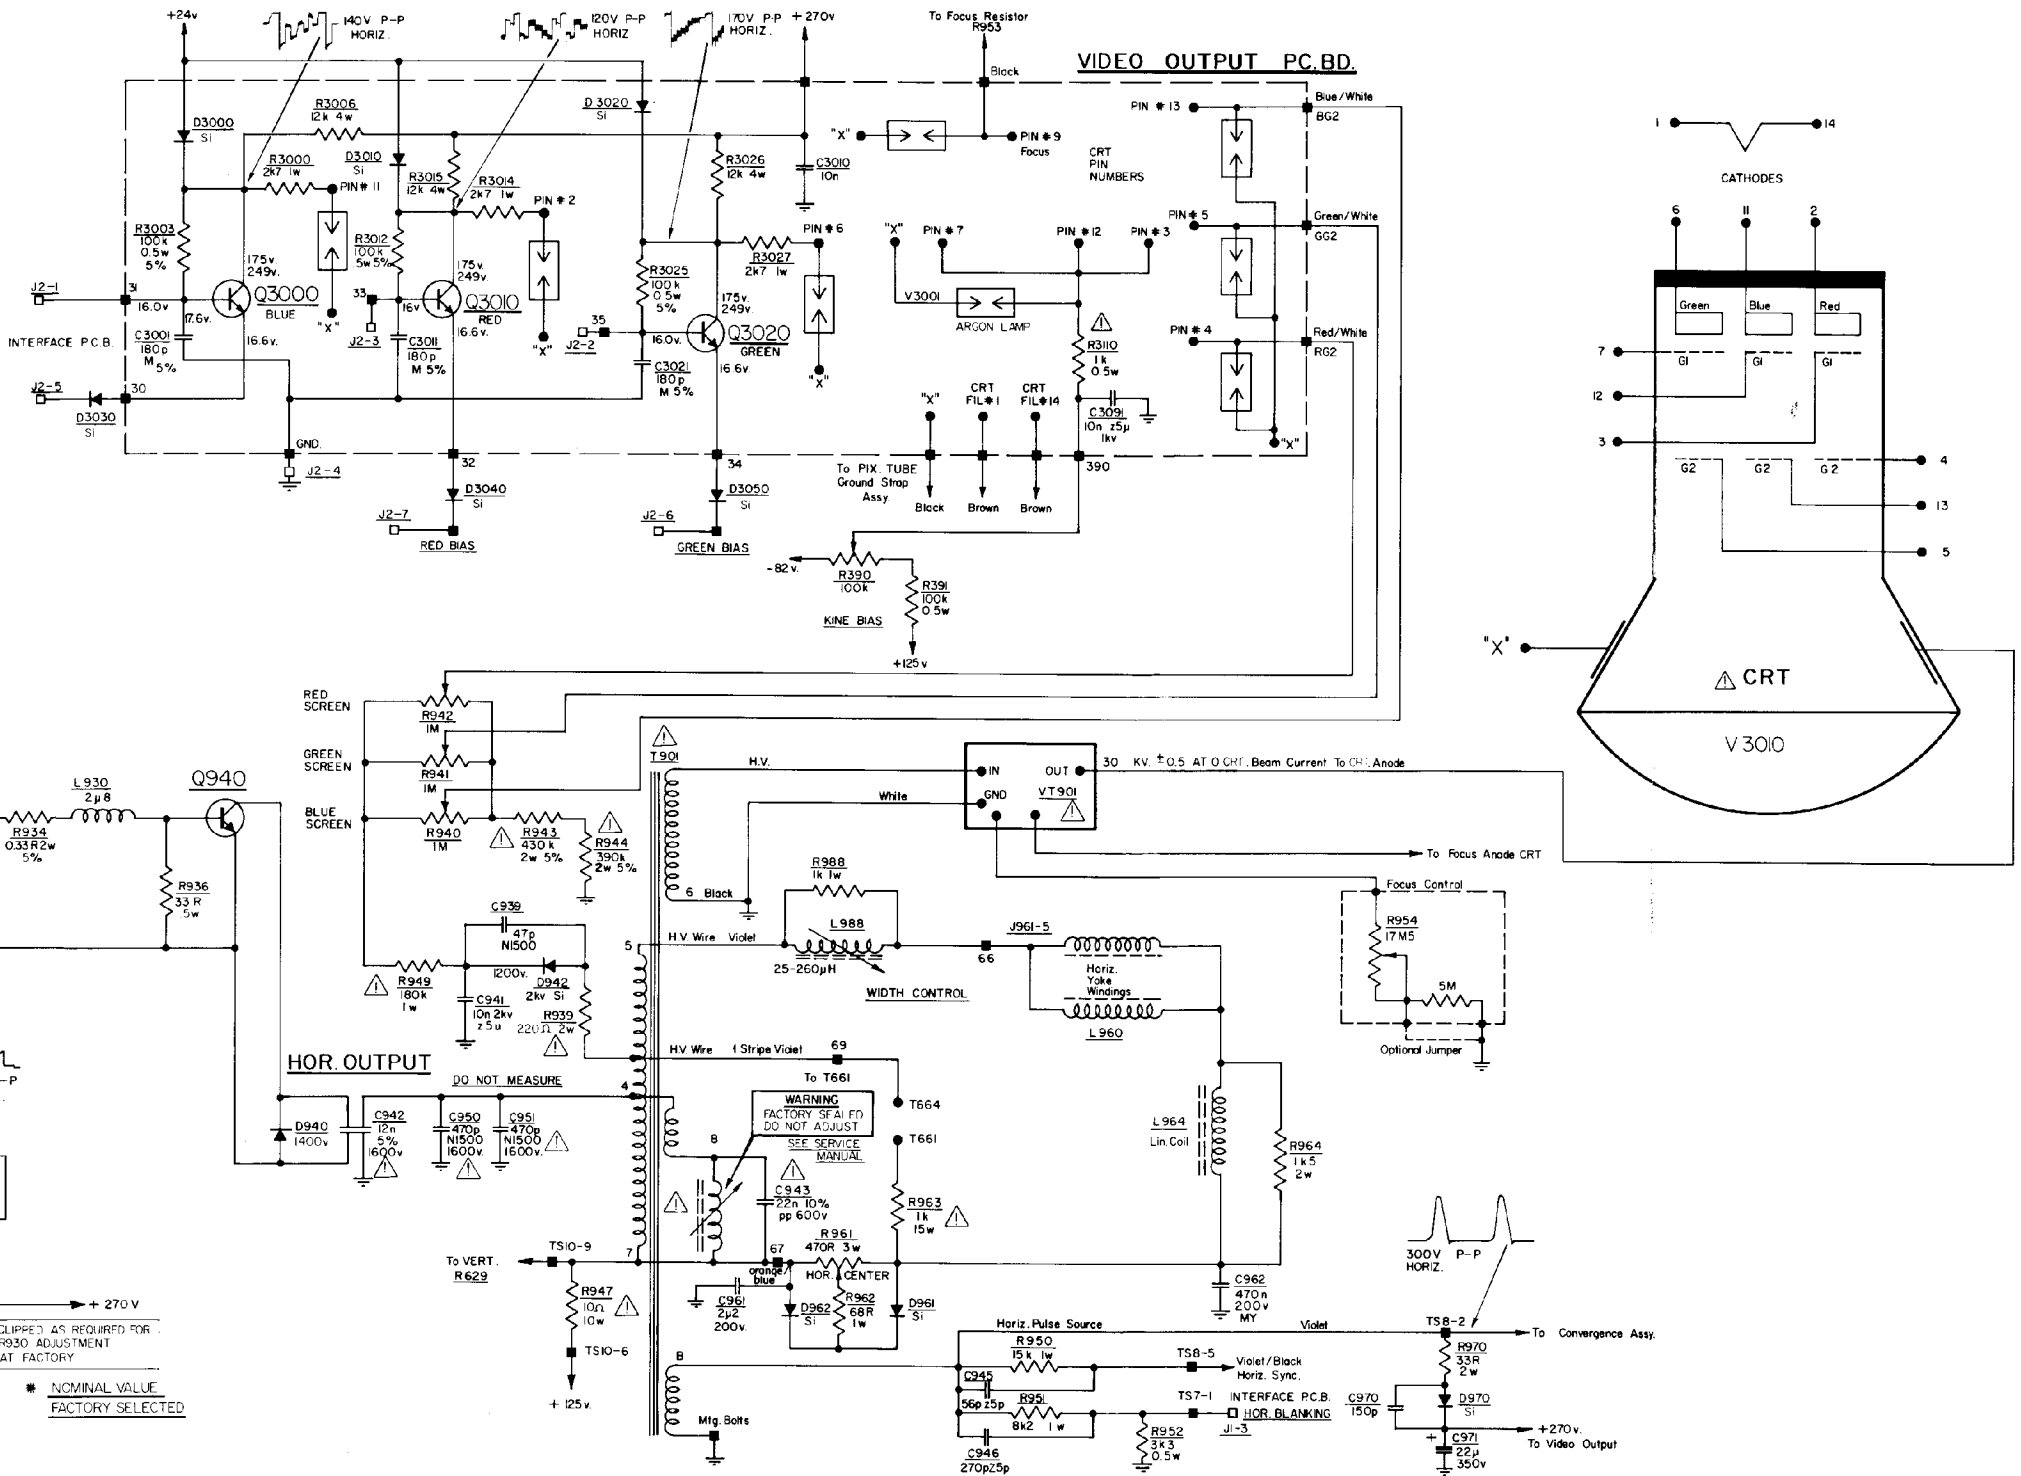 +24v
140V P-P
HORIZ.
120V P-P
HORIZ
170V P-P
HORIZ.
+270v
To Focus Resistor
R953
Black
VIDEO OUTPUT P.C.BD.
D3000
Si
R3006
12k 4w
R3000
2k7 1w
PIN # 11
D3010
Si
R3015
12k 4w
R3014
2k7 1w
PIN # 2
D 3020
Si
R3026
12k 4w
C3010
10n
"X"
PIN #9
Focus
CRT
PIN
NUMBERS
PIN # 13
Blue/White
BG2
R3003
100k
0.5w
5%
175v.
249v.
Q3000
BLUE
"X"
J2-1
31
16.0v
17.6v.
16.6v.
C3001
180p
M 5%
INTERFACE P.C.B.
J2-5
30
D3030
Si
GND.
J2-4
R3012
100k
.5w 5%
175v.
249v.
Q3010
RED
33
16v
J2-3
C3011
180p
M 5%
16.6v.
"X"
32
D3040
Si
J2-7
RED BIAS
R3025
100k
0.5w
5%
R3027
2k7 1w
PIN # 6
175v.
249v.
35
J2-2
16.0v.
Q3020
GREEN
C3021
180p
M 5%
16.6v.
"X"
34
D3050
Si
J2-6
GREEN BIAS
"X"
PIN #7
PIN #12
PIN # 3
V3001
ARGON LAMP
R3110
1k
0.5w
C3091
10n z5µ
1kv
"X"
CRT
FIL#1
CRT
FIL#14
390
To PIX. TUBE
Ground Strap
Assy.
Black
Brown
Brown
PIN # 5
Green/White
GG2
PIN # 4
Red/White
RG2
"X"
-82v.
R390
100k
R391
100k
0.5w
KINE BIAS
+125v
1
14
CATHODES
6
11
2
Green
Blue
Red
7
G1
G1
G1
12
3
G2
G2
G2
4
13
5
"X"
CRT
V3010
RED
SCREEN
R942
1M
GREEN
SCREEN
R941
1M
BLUE
SCREEN
R940
1M
R943
430k
2w 5%
R944
390k
2w 5%
L930
2µ8
Q940
R934
0.33R2w
5%
R936
33R
.5w
C939
47p
N1500
1200v.
D942
2kv Si
R949
180k
1w
C941
10n 2kv
z5u
R939
220Ω 2w
HOR. OUTPUT
DO NOT MEASURE
D940
1400v
C942
12n
5%
1600v
C950
470p
N1500
1600v.
C951
470p
N1500
1600v.
T901
H.V.
White
6
Black
5
H.V. Wire Violet
IN
OUT
GND
VT901
30 KV. ±0.5 AT 0 CRT. Beam Current To CRT. Anode
To Focus Anode CRT
R988
1k 1w
L988
25-260µH
WIDTH CONTROL
66
J961-5
Horiz.
Yoke
Windings
L960
Focus Control
R954
17M5
5M
Optional Jumper
H.V. Wire 1 Stripe Violet
69
To T661
4
WARNING
FACTORY SEALED
DO NOT ADJUST
SEE SERVICE
MANUAL
8
T664
T661
C943
22n 10%
pp 600v
R963
1k
15w
R961
470R 3w
HOR. CENTER
L964
Lin. Coil
R964
1k5
2w
To VERT.
R629
TS10-9
7
67
orange/
blue
R947
10Ω
10w
TS10-6
+ 125v.
C961
2µ2
200v.
D962
Si
R962
68R
1w
D961
Si
C962
470n
200v
MY
300V P-P
HORIZ.
-P
+ 270V
CLIPPED AS REQUIRED FOR
R930 ADJUSTMENT
AT FACTORY
* NOMINAL VALUE
FACTORY SELECTED
8
Mtg. Bolts
Horiz. Pulse Source
Violet
TS8-2
To Convergence Assy.
R950
15k 1w
TS8-5
Violet/Black
Horiz. Sync.
C945
56p z5p
R951
8k2 1w
TS7-1
INTERFACE P.C.B.
HOR. BLANKING
J1-3
C946
270pZ5p
R952
3k3
0.5w
R970
33R
2w
C970
150p
D970
Si
+270v.
To Video Output
+
C971
22µ
350v